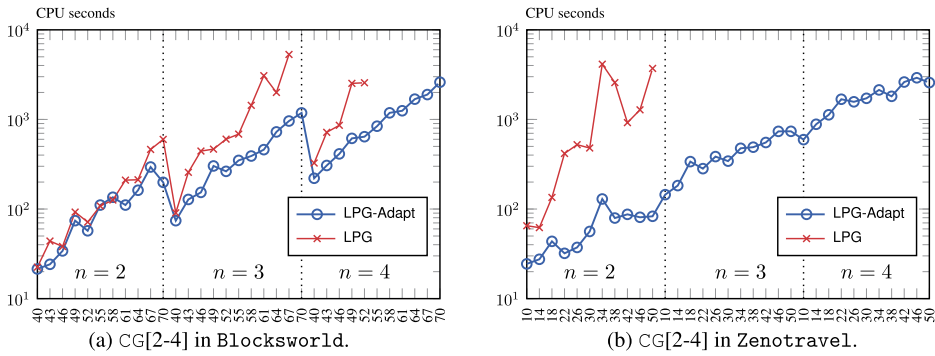 CPU seconds
10^4
10^3
10^2
10^1
LPG-Adapt
LPG
n = 2
n = 3
n = 4
40 43 46 49 52 55 58 61 64 67 70 40 43 46 49 52 55 58 61 64 67 70 40 43 46 49 52 55 58 61 64 67 70
(a) CG[2-4] in Blocksworld.
CPU seconds
10^4
10^3
10^2
10^1
LPG-Adapt
LPG
n = 2
n = 3
n = 4
10 14 18 22 26 30 34 38 42 46 50 10 14 18 22 26 30 34 38 42 46 50 10 14 18 22 26 30 34 38 42 46 50
(b) CG[2-4] in Zenotravel.